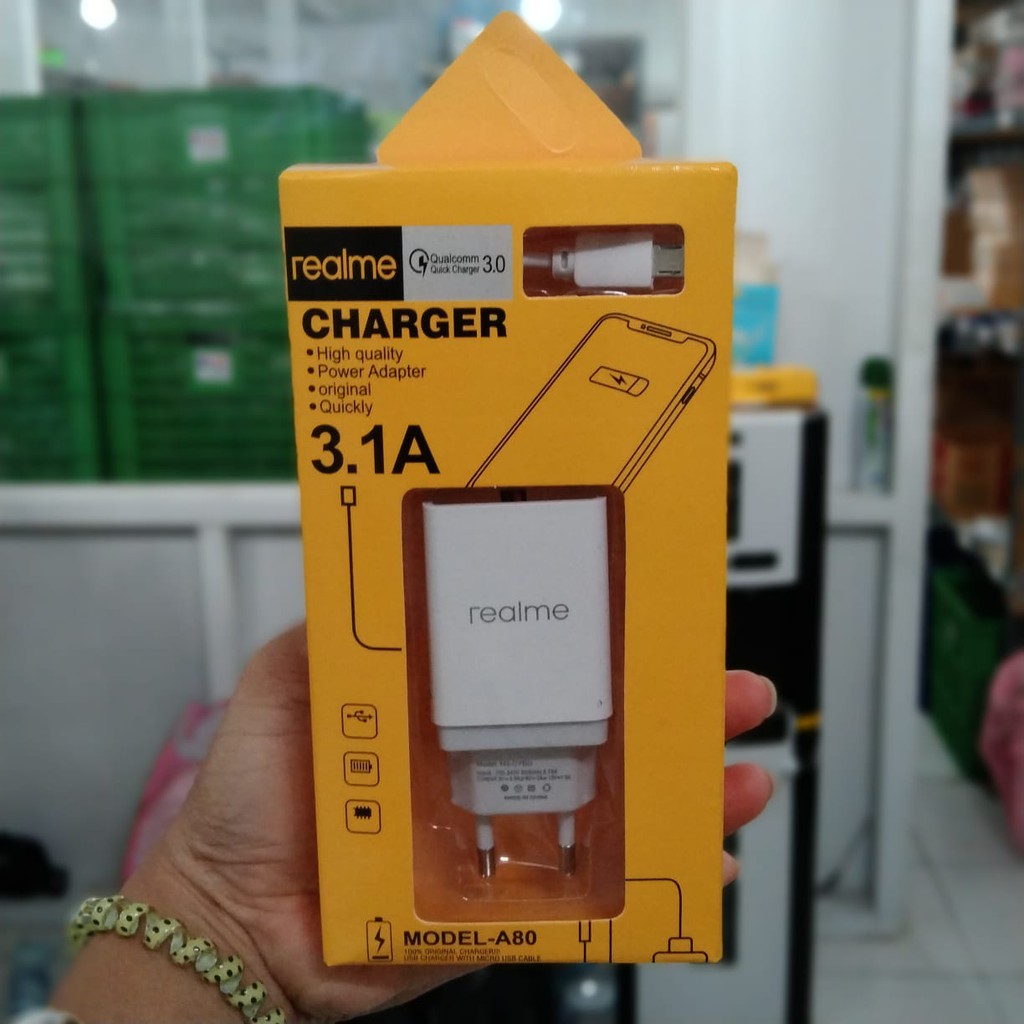 realme
Qualcomm
Quick Charger 3.0
CHARGER
• High quality
• Power Adapter
• original
• Quickly
3.1A
realme
MODEL-A80
100% ORIGINAL CHARGER!!!
USB CHARGER WITH MICRO USB CABLE